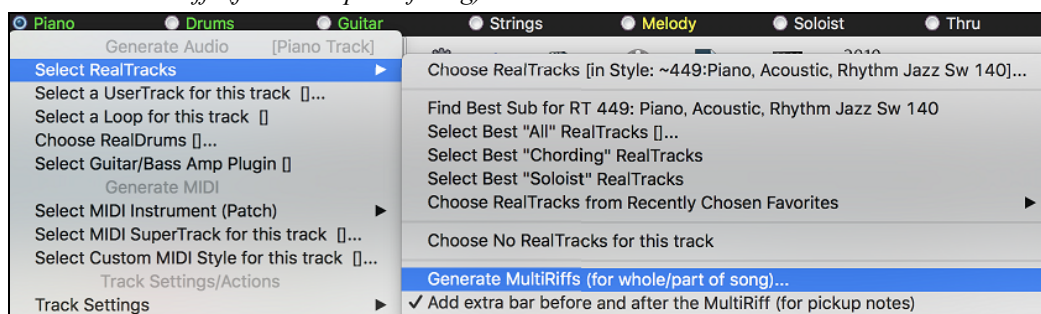 Piano Drums Guitar Strings Melody Soloist Thru
Generate Audio [Piano Track]
Select RealTracks
Select a UserTrack for this track []...
Select a Loop for this track []
Choose RealDrums []...
Select Guitar/Bass Amp Plugin []
Generate MIDI
Select MIDI Instrument (Patch)
Select MIDI SuperTrack for this track []...
Select Custom MIDI Style for this track []...
Track Settings/Actions
Track Settings
Choose RealTracks [in Style: ~449:Piano, Acoustic, Rhythm Jazz Sw 140]...
Find Best Sub for RT 449: Piano, Acoustic, Rhythm Jazz Sw 140
Select Best "All" RealTracks []...
Select Best "Chording" RealTracks
Select Best "Soloist" RealTracks
Choose RealTracks from Recently Chosen Favorites
Choose No RealTracks for this track
Generate MultiRiffs (for whole/part of song)...
✓ Add extra bar before and after the MultiRiff (for pickup notes)